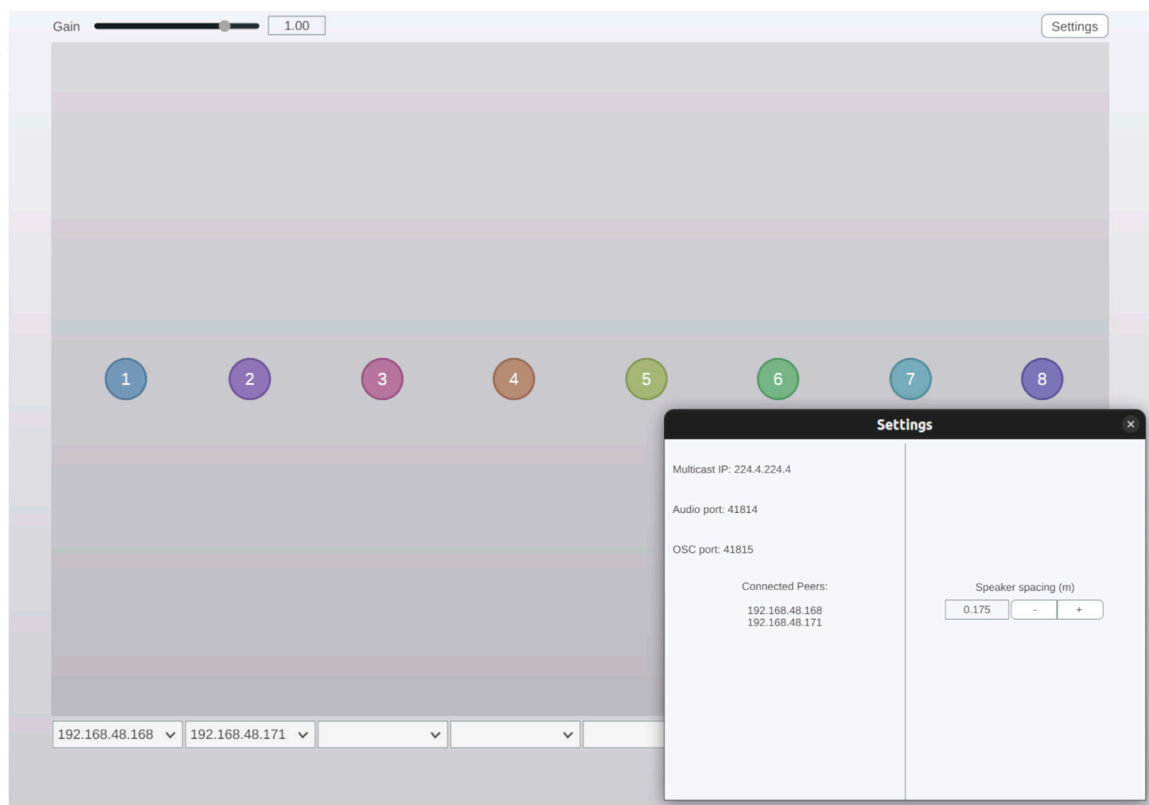 Gain 1.00 Settings
1 2 3 4 5 6 7 8
Settings
Multicast IP: 224.4.224.4
Audio port: 41814
OSC port: 41815
Connected Peers:
192.168.48.168
192.168.48.171
Speaker spacing (m)
0.175 - +
192.168.48.168 192.168.48.171